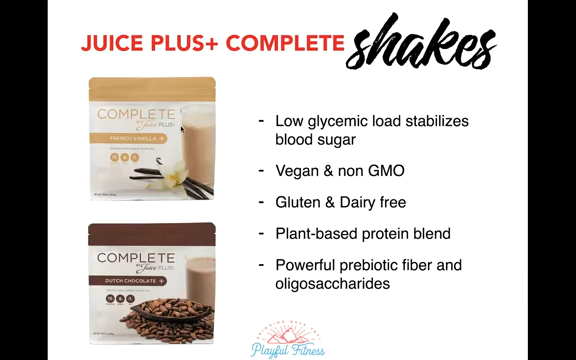 JUICE PLUS+ COMPLETE shakes
COMPLETE
BY Juice PLUS+
FRENCH VANILLA +
- Low glycemic load stabilizes
blood sugar
- Vegan & non GMO
- Gluten & Dairy free
- Plant-based protein blend
- Powerful prebiotic fiber and
oligosaccharides
COMPLETE
BY Juice PLUS+
DUTCH CHOCOLATE +
Playful Fitness